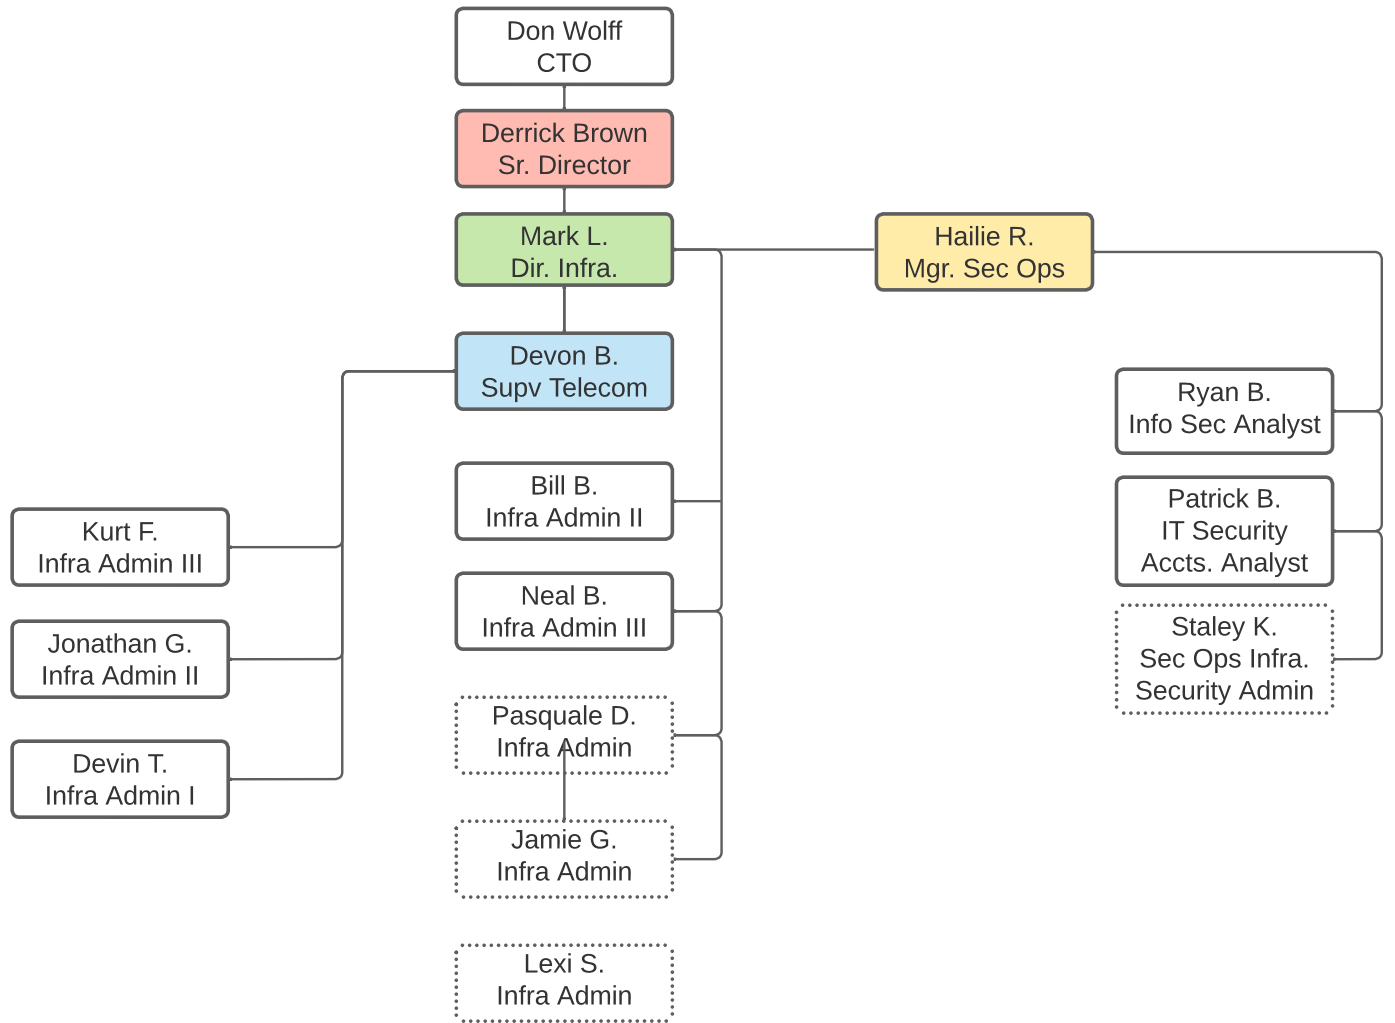 Don Wolff
CTO
Derrick Brown
Sr. Director
Mark L.
Dir. Infra.
Hailie R.
Mgr. Sec Ops
Devon B.
Supv Telecom
Ryan B.
Info Sec Analyst
Bill B.
Infra Admin II
Patrick B.
IT Security
Accts. Analyst
Kurt F.
Infra Admin III
Neal B.
Infra Admin III
Staley K.
Sec Ops Infra.
Security Admin
Jonathan G.
Infra Admin II
Pasquale D.
Infra Admin
Devin T.
Infra Admin I
Jamie G.
Infra Admin
Lexi S.
Infra Admin